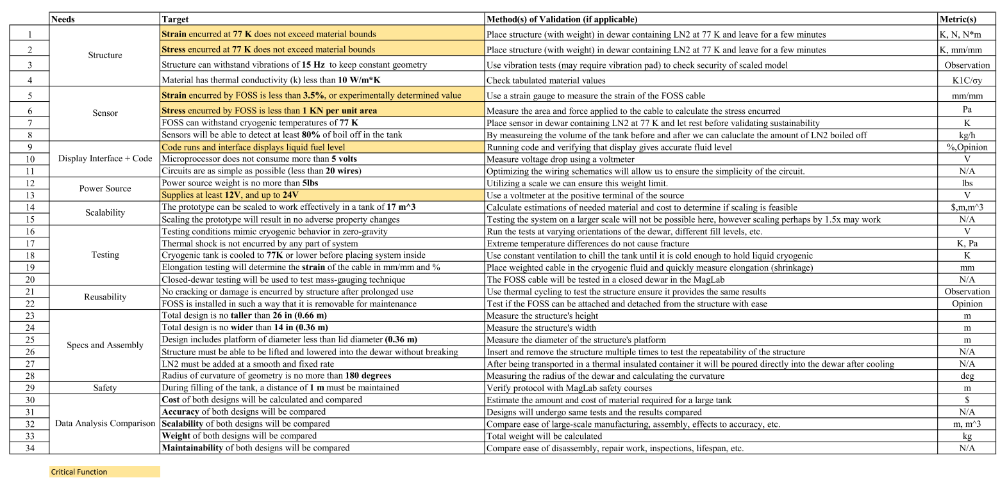 Needs Target Method(s) of Validation (if applicable) Metric(s)
1 Strain encurred at 77 K does not exceed material bounds Place structure (with weight) in dewar containing LN2 at 77 K and leave for a few minutes K, N, N*m
2 Stress encurred at 77 K does not exceed material bounds Place structure (with weight) in dewar containing LN2 at 77 K and leave for a few minutes K, mm/mm
Structure
3 Structure can withstand vibrations of 15 Hz to keep constant geometry Use vibration tests (may require vibration pad) to check security of scaled model Observation
4 Material has thermal conductivity (k) less than 10 W/m*K Check tabulated material values K1C/σy
5 Strain encurred by FOSS is less than 3.5%, or experimentally determined value Use a strain gauge to measure the strain of the FOSS cable mm/mm
6 Stress encurred by FOSS is less than 1 KN per unit area Measure the area and force applied to the cable to calculate the stress encurred Pa
Sensor
7 FOSS can withstand cryogenic temperatures of 77 K Place sensor in dewar containing LN2 at 77 K and let rest before validating sustainability K
8 Sensors will be able to detect at least 80% of boil off in the tank By measureing the volume of the tank before and after we can caluclate the amount of LN2 boiled off kg/h
9 Code runs and interface displays liquid fuel level Running code and verifying that display gives accurate fluid level %,Opinion
10 Display Interface + Code Microprocessor does not consume more than 5 volts Measure voltage drop using a voltmeter V
11 Circuits are as simple as possible (less than 20 wires) Optimizing the wiring schematics will allow us to ensure the simplicity of the circuit. N/A
12 Power source weight is no more than 5lbs Utilizing a scale we can ensure this weight limit. lbs
Power Source
13 Supplies at least 12V, and up to 24V Use a voltmeter at the positive terminal of the source V
14 The prototype can be scaled to work effectively in a tank of 17 m^3 Calculate estimations of needed material and cost to determine if scaling is feasible $,m,m^3
Scalability
15 Scaling the prototype will result in no adverse property changes Testing the system on a larger scale will not be possible here, however scaling perhaps by 1.5x may work N/A
16 Testing conditions mimic cryogenic behavior in zero-gravity Run the tests at varying orientations of the dewar, different fill levels, etc. V
17 Thermal shock is not encurred by any part of system Extreme temperature differences do not cause fracture K, Pa
18 Testing Cryogenic tank is cooled to 77K or lower before placing system inside Use constant ventilation to chill the tank until it is cold enough to hold liquid cryogenic K
19 Elongation testing will determine the strain of the cable in mm/mm and % Place weighted cable in the cryogenic fluid and quickly measure elongation (shrinkage) mm
20 Closed-dewar testing will be used to test mass-gauging technique The FOSS cable will be tested in a closed dewar in the MagLab N/A
21 No cracking or damage is encurred by structure after prolonged use Use thermal cycling to test the structure ensure it provides the same results Observation
Reusability
22 FOSS is installed in such a way that it is removable for maintenance Test if the FOSS can be attached and detached from the structure with ease Opinion
23 Total design is no taller than 26 in (0.66 m) Measure the structure's height m
24 Total design is no wider than 14 in (0.36 m) Measure the structure's width m
25 Design includes platform of diameter less than lid diameter (0.36 m) Measure the diameter of the structure's platform m
Specs and Assembly
26 Structure must be able to be lifted and lowered into the dewar without breaking Insert and remove the structure multiple times to test the repeatability of the structure N/A
27 LN2 must be added at a smooth and fixed rate After being transported in a thermal insulated container it will be poured directly into the dewar after cooling N/A
28 Radius of curvature of geometry is no more than 180 degrees Measuring the radius of the dewar and calculating the curvature deg
29 Safety During filling of the tank, a distance of 1 m must be maintained Verify protocol with MagLab safety courses m
30 Cost of both designs will be calculated and compared Estimate the amount and cost of material required for a large tank $
31 Accuracy of both designs will be compared Designs will undergo same tests and the results compared N/A
32 Data Analysis Comparison Scalability of both designs will be compared Compare ease of large-scale manufacturing, assembly, effects to accuracy, etc. m, m^3
33 Weight of both designs will be compared Total weight will be calculated kg
34 Maintainability of both designs will be compared Compare ease of disassembly, repair work, inspections, lifespan, etc. N/A
Critical Function